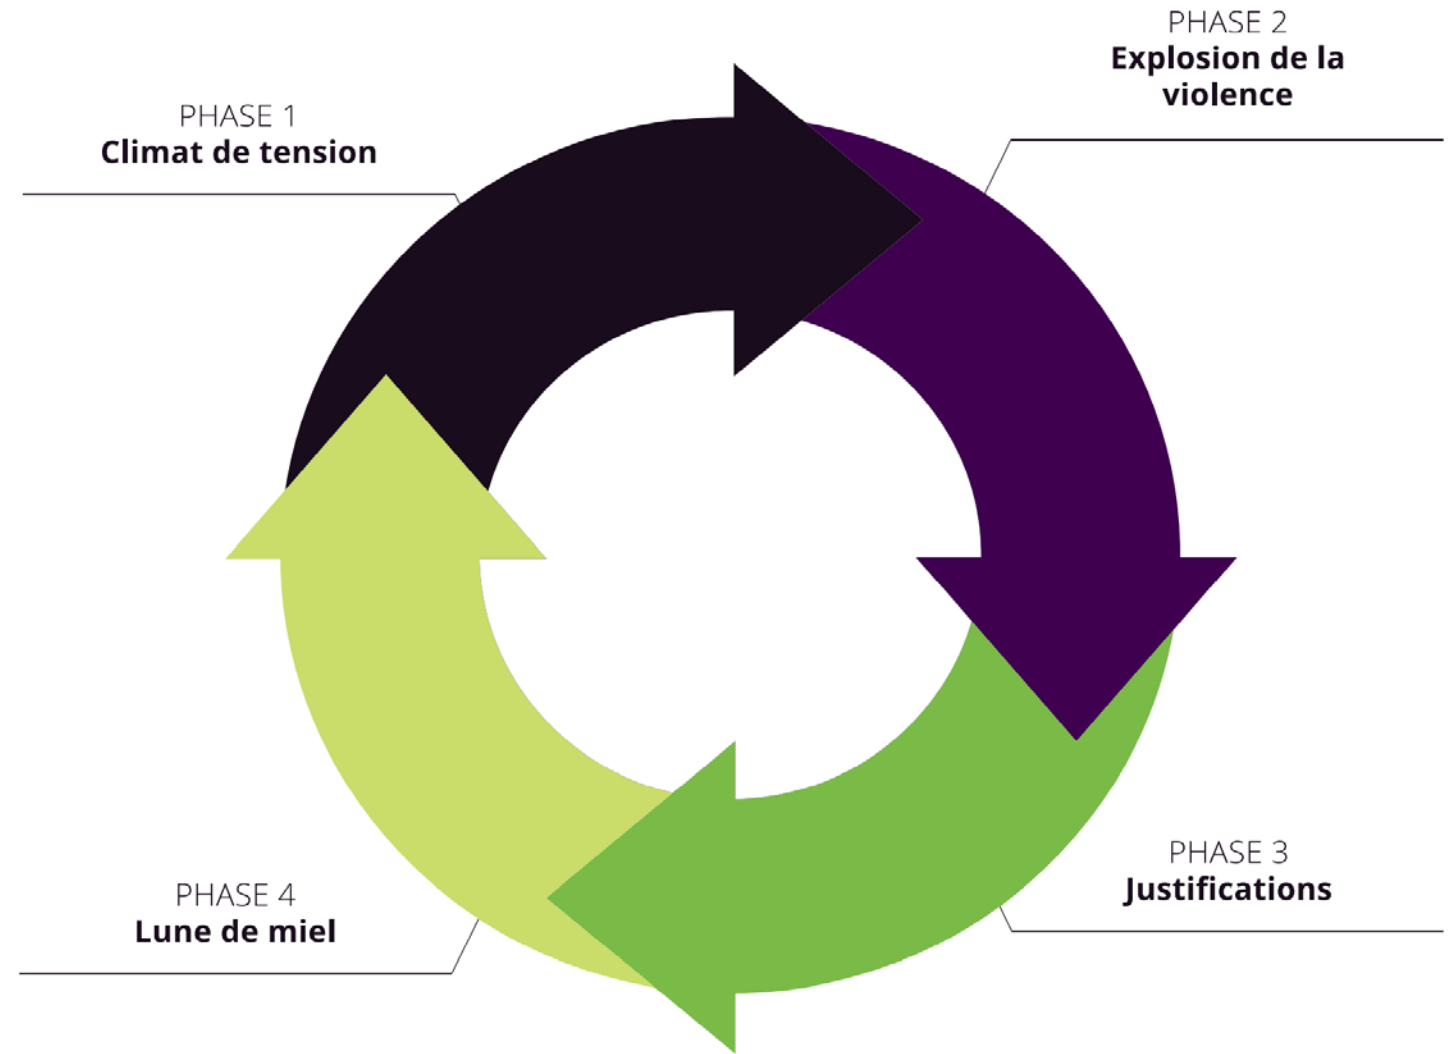 PHASE 1
Climat de tension
PHASE 2
Explosion de la
violence
PHASE 3
Justifications
PHASE 4
Lune de miel